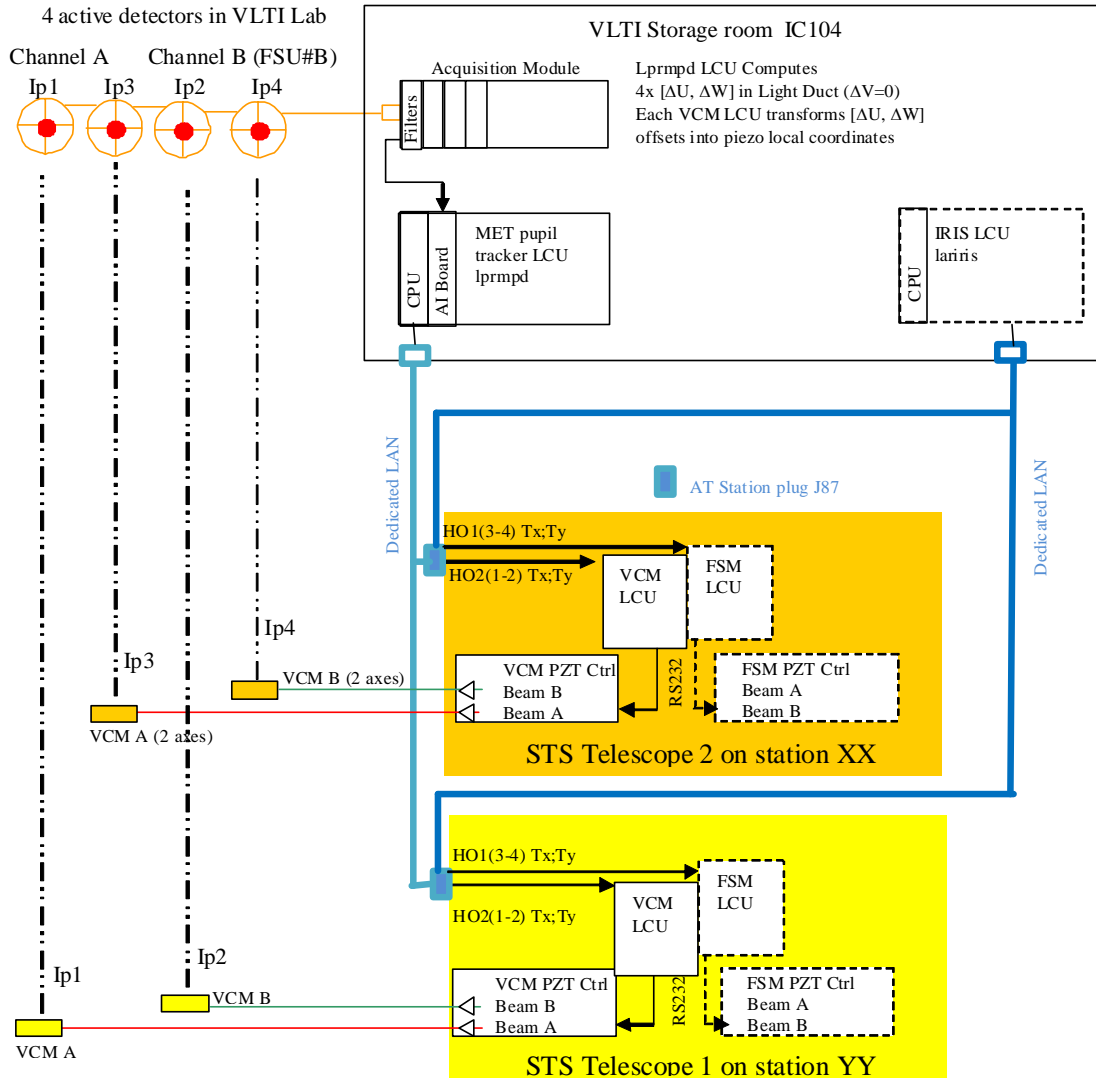 4 active detectors in VLTI Lab
Channel A
Channel B (FSU#B)
Ip1
Ip3
Ip2
Ip4
VLTI Storage room IC104
Acquisition Module
Filters
Lprmpd LCU Computes
4x [ΔU, ΔW] in Light Duct (ΔV=0)
Each VCM LCU transforms [ΔU, ΔW]
offsets into piezo local coordinates
CPU
AI Board
MET pupil
tracker LCU
lprmpd
CPU
IRIS LCU
lariris
Dedicated LAN
Dedicated LAN
AT Station plug J87
HO1(3-4) Tx;Ty
HO2(1-2) Tx;Ty
VCM
LCU
FSM
LCU
RS232
VCM PZT Ctrl
Beam B
Beam A
FSM PZT Ctrl
Beam A
Beam B
STS Telescope 2 on station XX
Ip4
Ip3
VCM B (2 axes)
VCM A (2 axes)
HO1(3-4) Tx;Ty
HO2(1-2) Tx;Ty
VCM
LCU
FSM
LCU
RS232
VCM PZT Ctrl
Beam B
Beam A
FSM PZT Ctrl
Beam A
Beam B
STS Telescope 1 on station YY
Ip2
Ip1
VCM B
VCM A